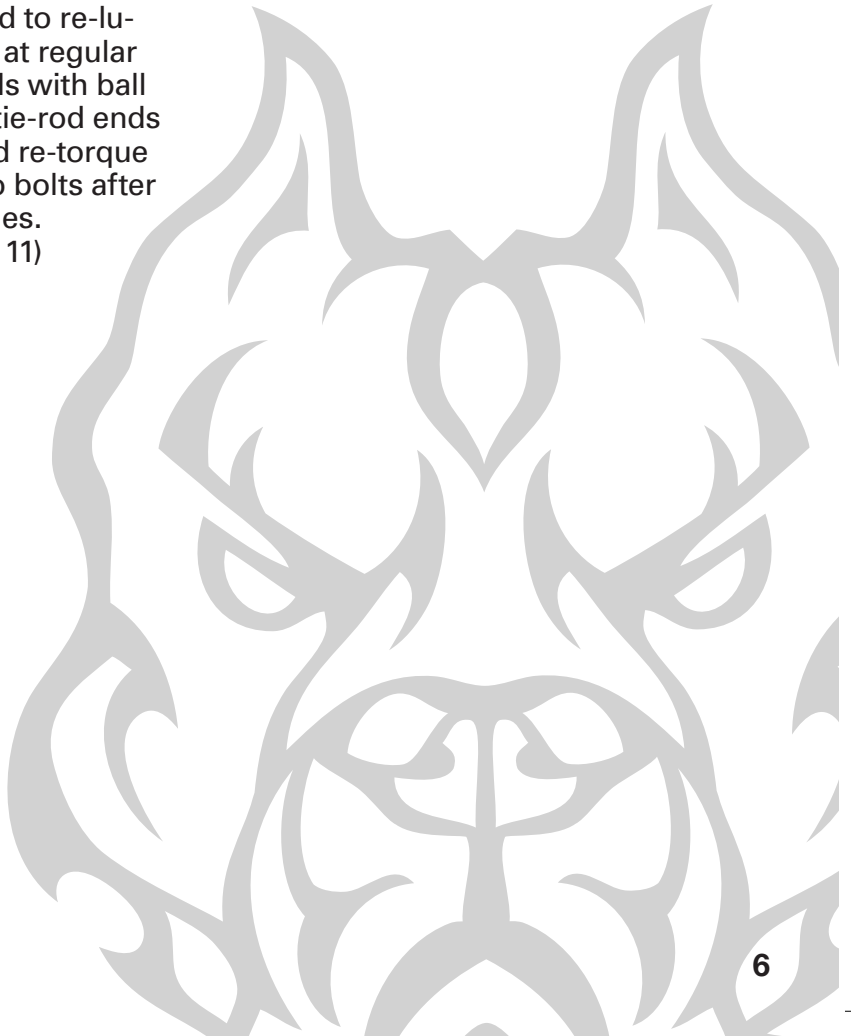 d to re-lu-
at regular
ls with ball
tie-rod ends
d re-torque
bolts after
es.
11)
6